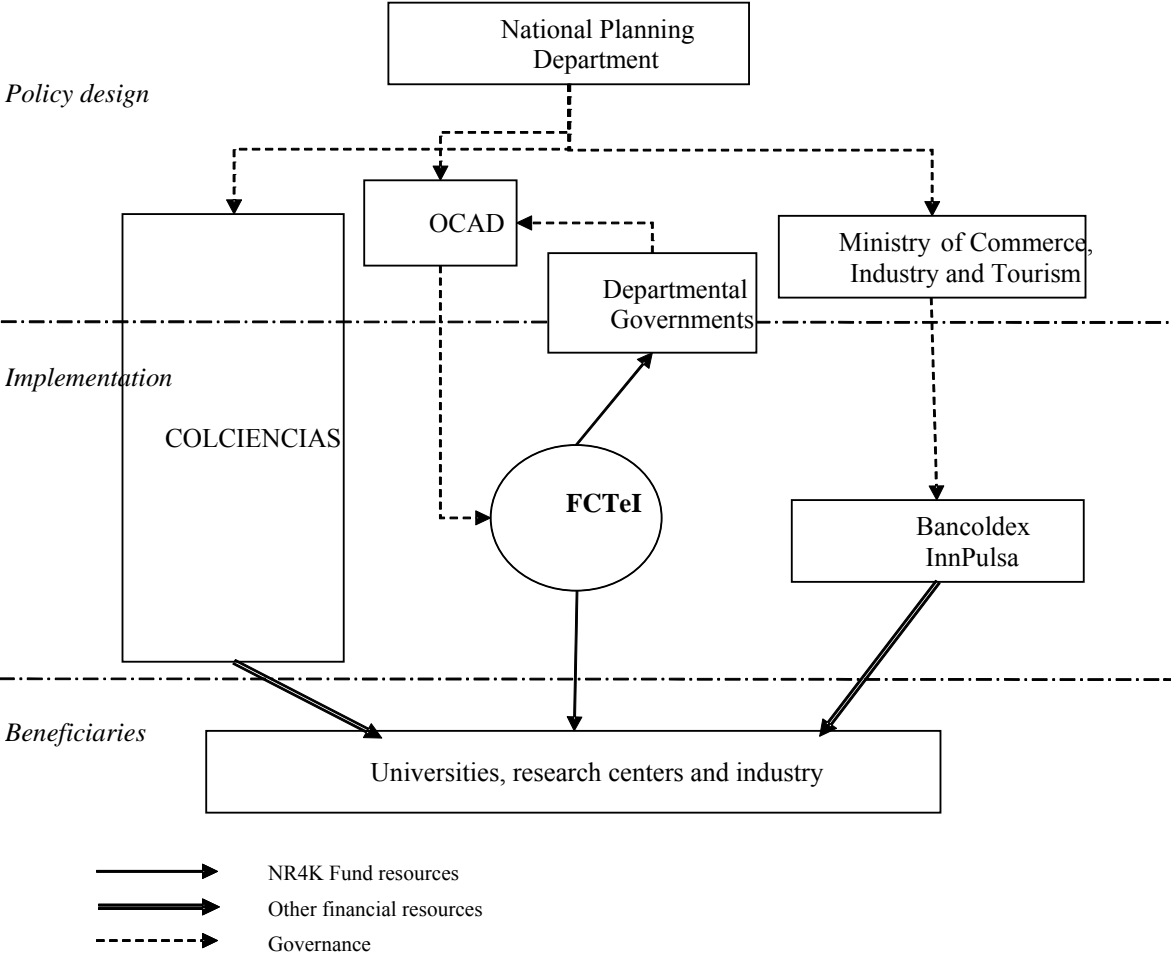 National Planning
Department
Policy design
OCAD
Ministry of Commerce,
Industry and Tourism
Departmental
Governments
Implementation
COLCIENCIAS
FCTeI
Bancoldex
InnPulsa
Beneficiaries
Universities, research centers and industry
NR4K Fund resources
Other financial resources
Governance